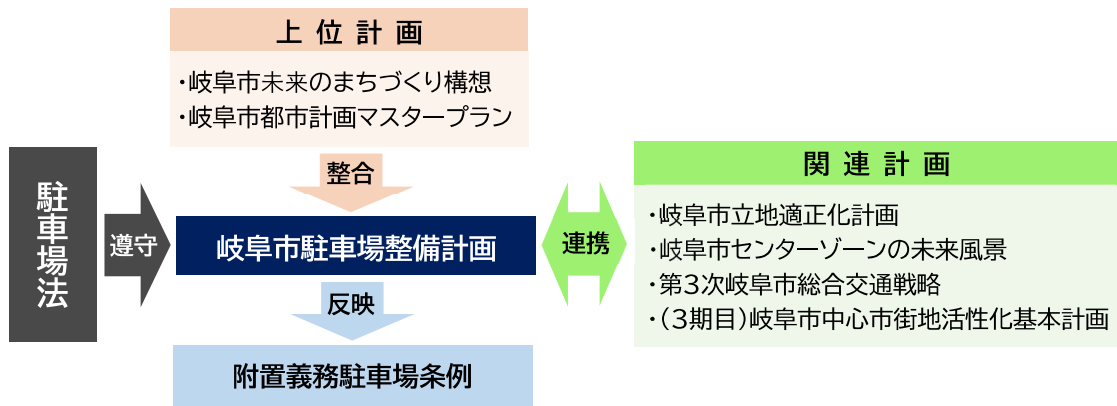 上位計画
・岐阜市未来のまちづくり構想
・岐阜市都市計画マスタープラン
整合
駐車場法
遵守
岐阜市駐車場整備計画
連携
関連計画
・岐阜市立地適正化計画
・岐阜市センターゾーンの未来風景
・第3次岐阜市総合交通戦略
・(3期目)岐阜市中心市街地活性化基本計画
反映
附置義務駐車場条例